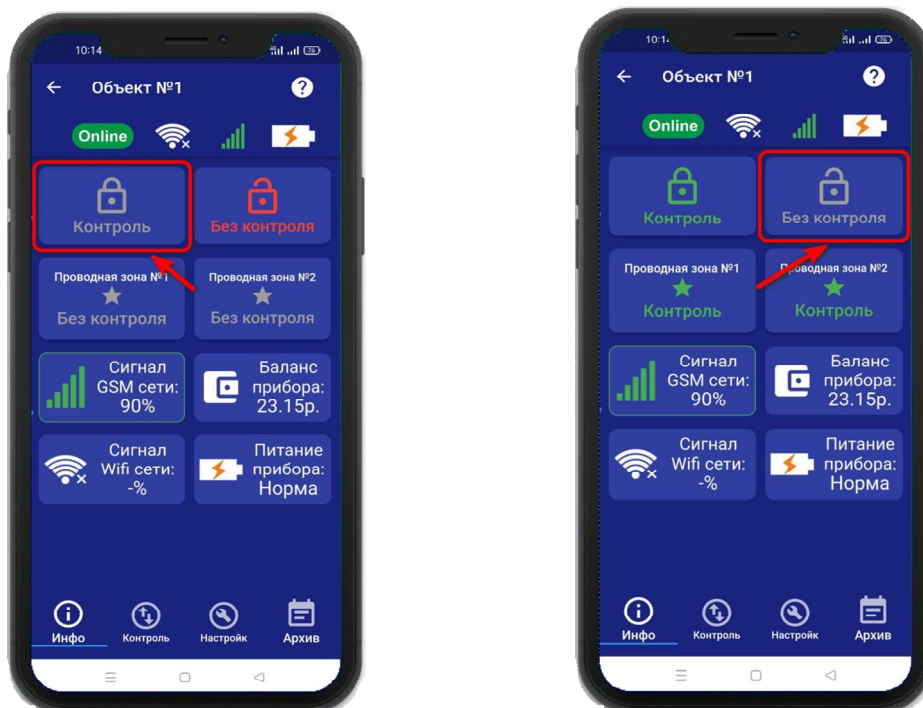 10:14
Объект №1
?
Online
Контроль
Без контроля
Проводная зона №1
Без контроля
Проводная зона №2
Без контроля
Сигнал
GSM сети:
90%
Баланс
прибора:
23.15р.
Сигнал
Wifi сети:
-%
Питание
прибора:
Норма
Инфо
Контроль
Настройк
Архив
Объект №1
?
Online
Контроль
Без контроля
Проводная зона №1
Контроль
Проводная зона №2
Контроль
Сигнал
GSM сети:
90%
Баланс
прибора:
23.15р.
Сигнал
Wifi сети:
-%
Питание
прибора:
Норма
Инфо
Контроль
Настройк
Архив